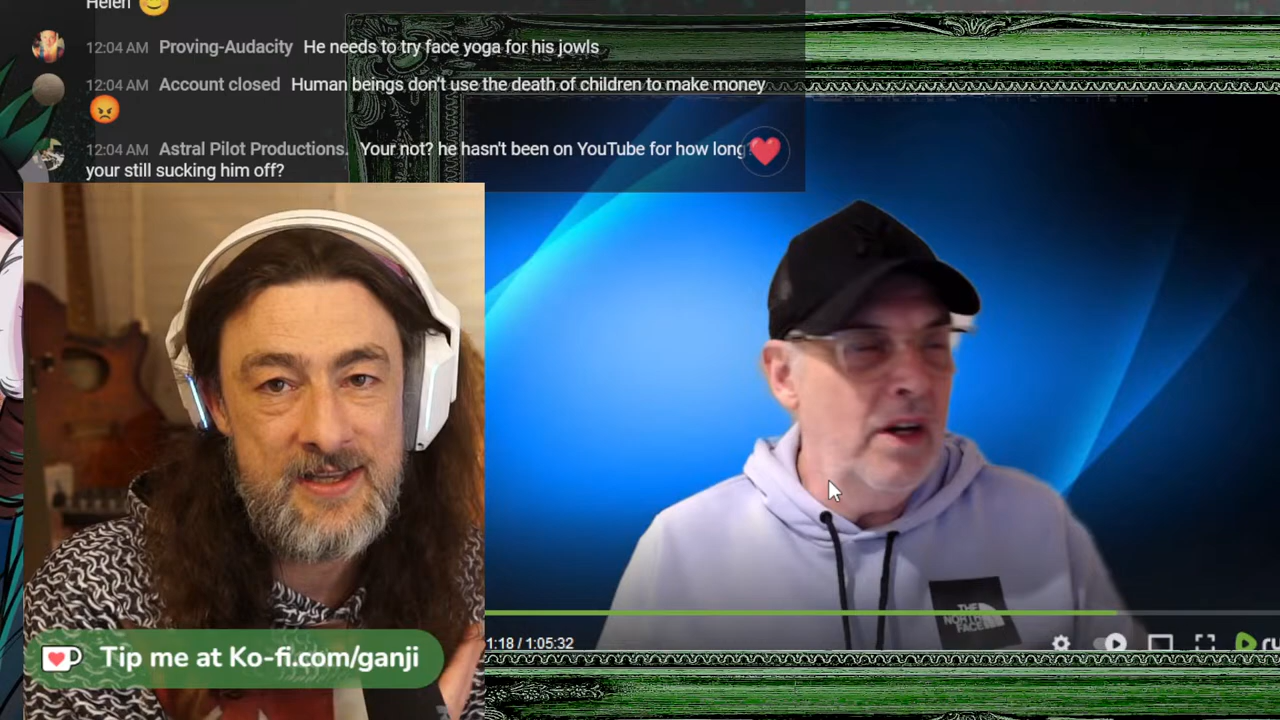 Helen
12:04 AM Proving-Audacity He needs to try face yoga for his jowls
12:04 AM Account closed Human beings don't use the death of children to make money
12:04 AM Astral Pilot Productions. Your not? he hasn't been on YouTube for how long?
your still sucking him off?
Tip me at Ko-fi.com/ganji
THE
NORTH
FACE
1:18 / 1:05:32